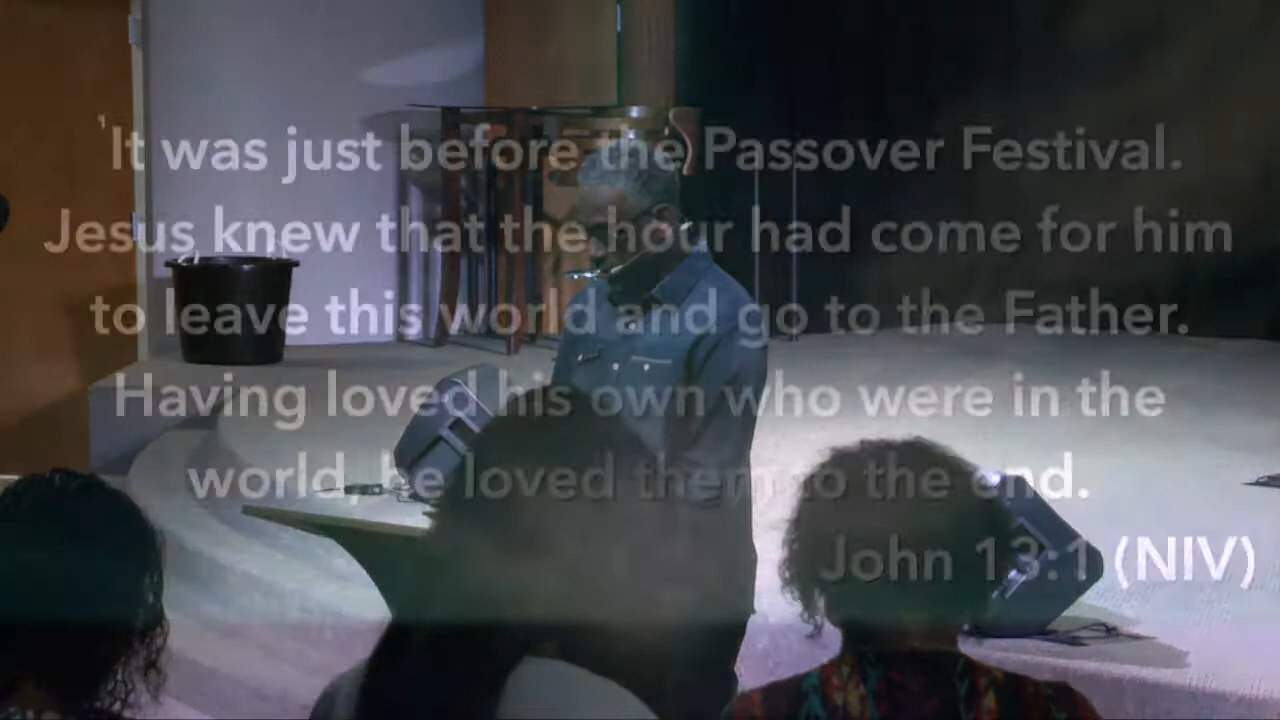 ¹It was just before the Passover Festival.
Jesus knew that the hour had come for him
to leave this world and go to the Father.
Having loved his own who were in the
world, he loved them to the end.
John 13:1 (NIV)